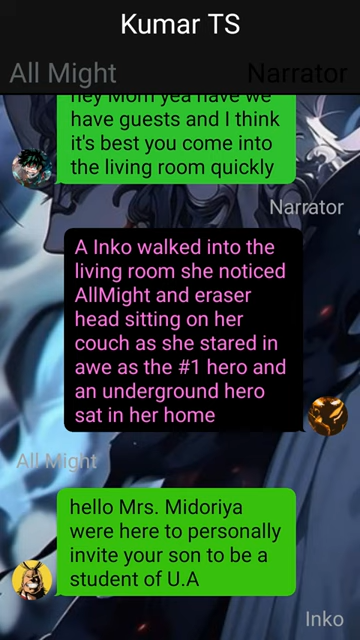 Kumar TS
All Might
Narrator
hey Mom yea have we
have guests and I think
it's best you come into
the living room quickly
Narrator
A Inko walked into the
living room she noticed
AllMight and eraser
head sitting on her
couch as she stared in
awe as the #1 hero and
an underground hero
sat in her home
All Might
hello Mrs. Midoriya
were here to personally
invite your son to be a
student of U.A
Inko